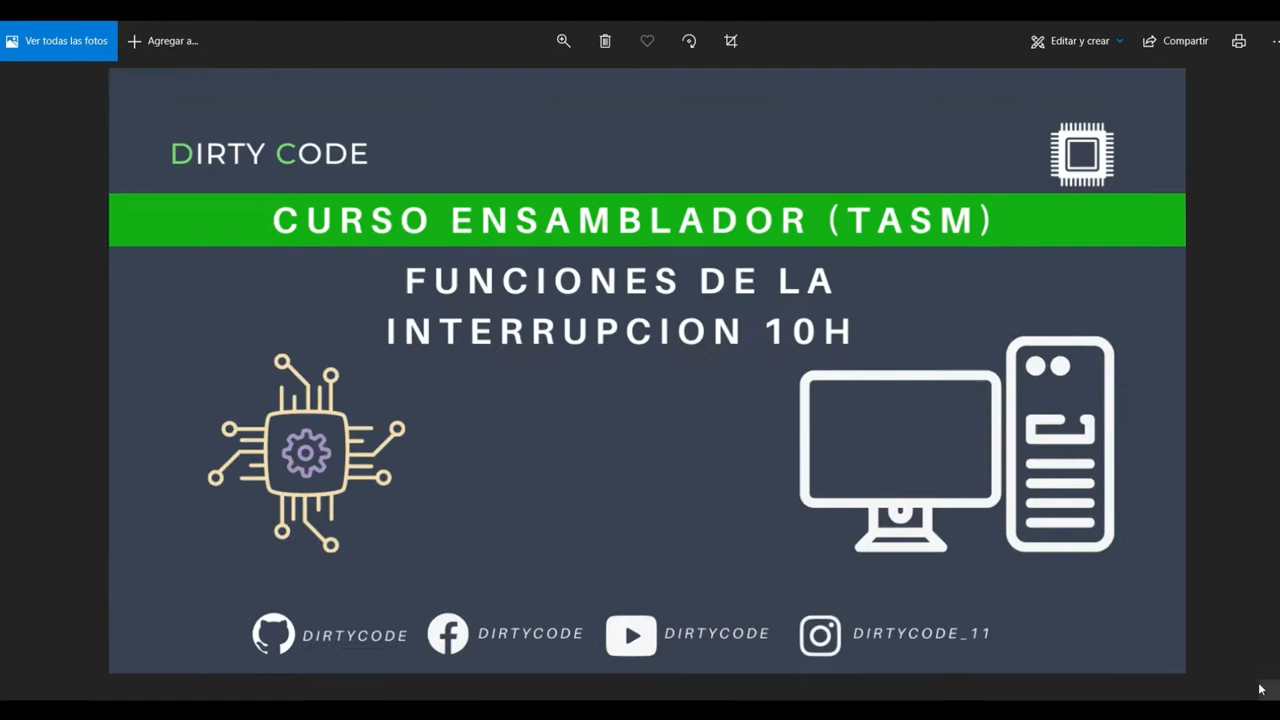 Ver todas las fotos
Agregar a...
Editar y crear
Compartir
DIRTY CODE
CURSO ENSAMBLADOR (TASM)
FUNCIONES DE LA
INTERRUPCION 10H
DIRTYCODE
DIRTYCODE
DIRTYCODE
DIRTYCODE_11